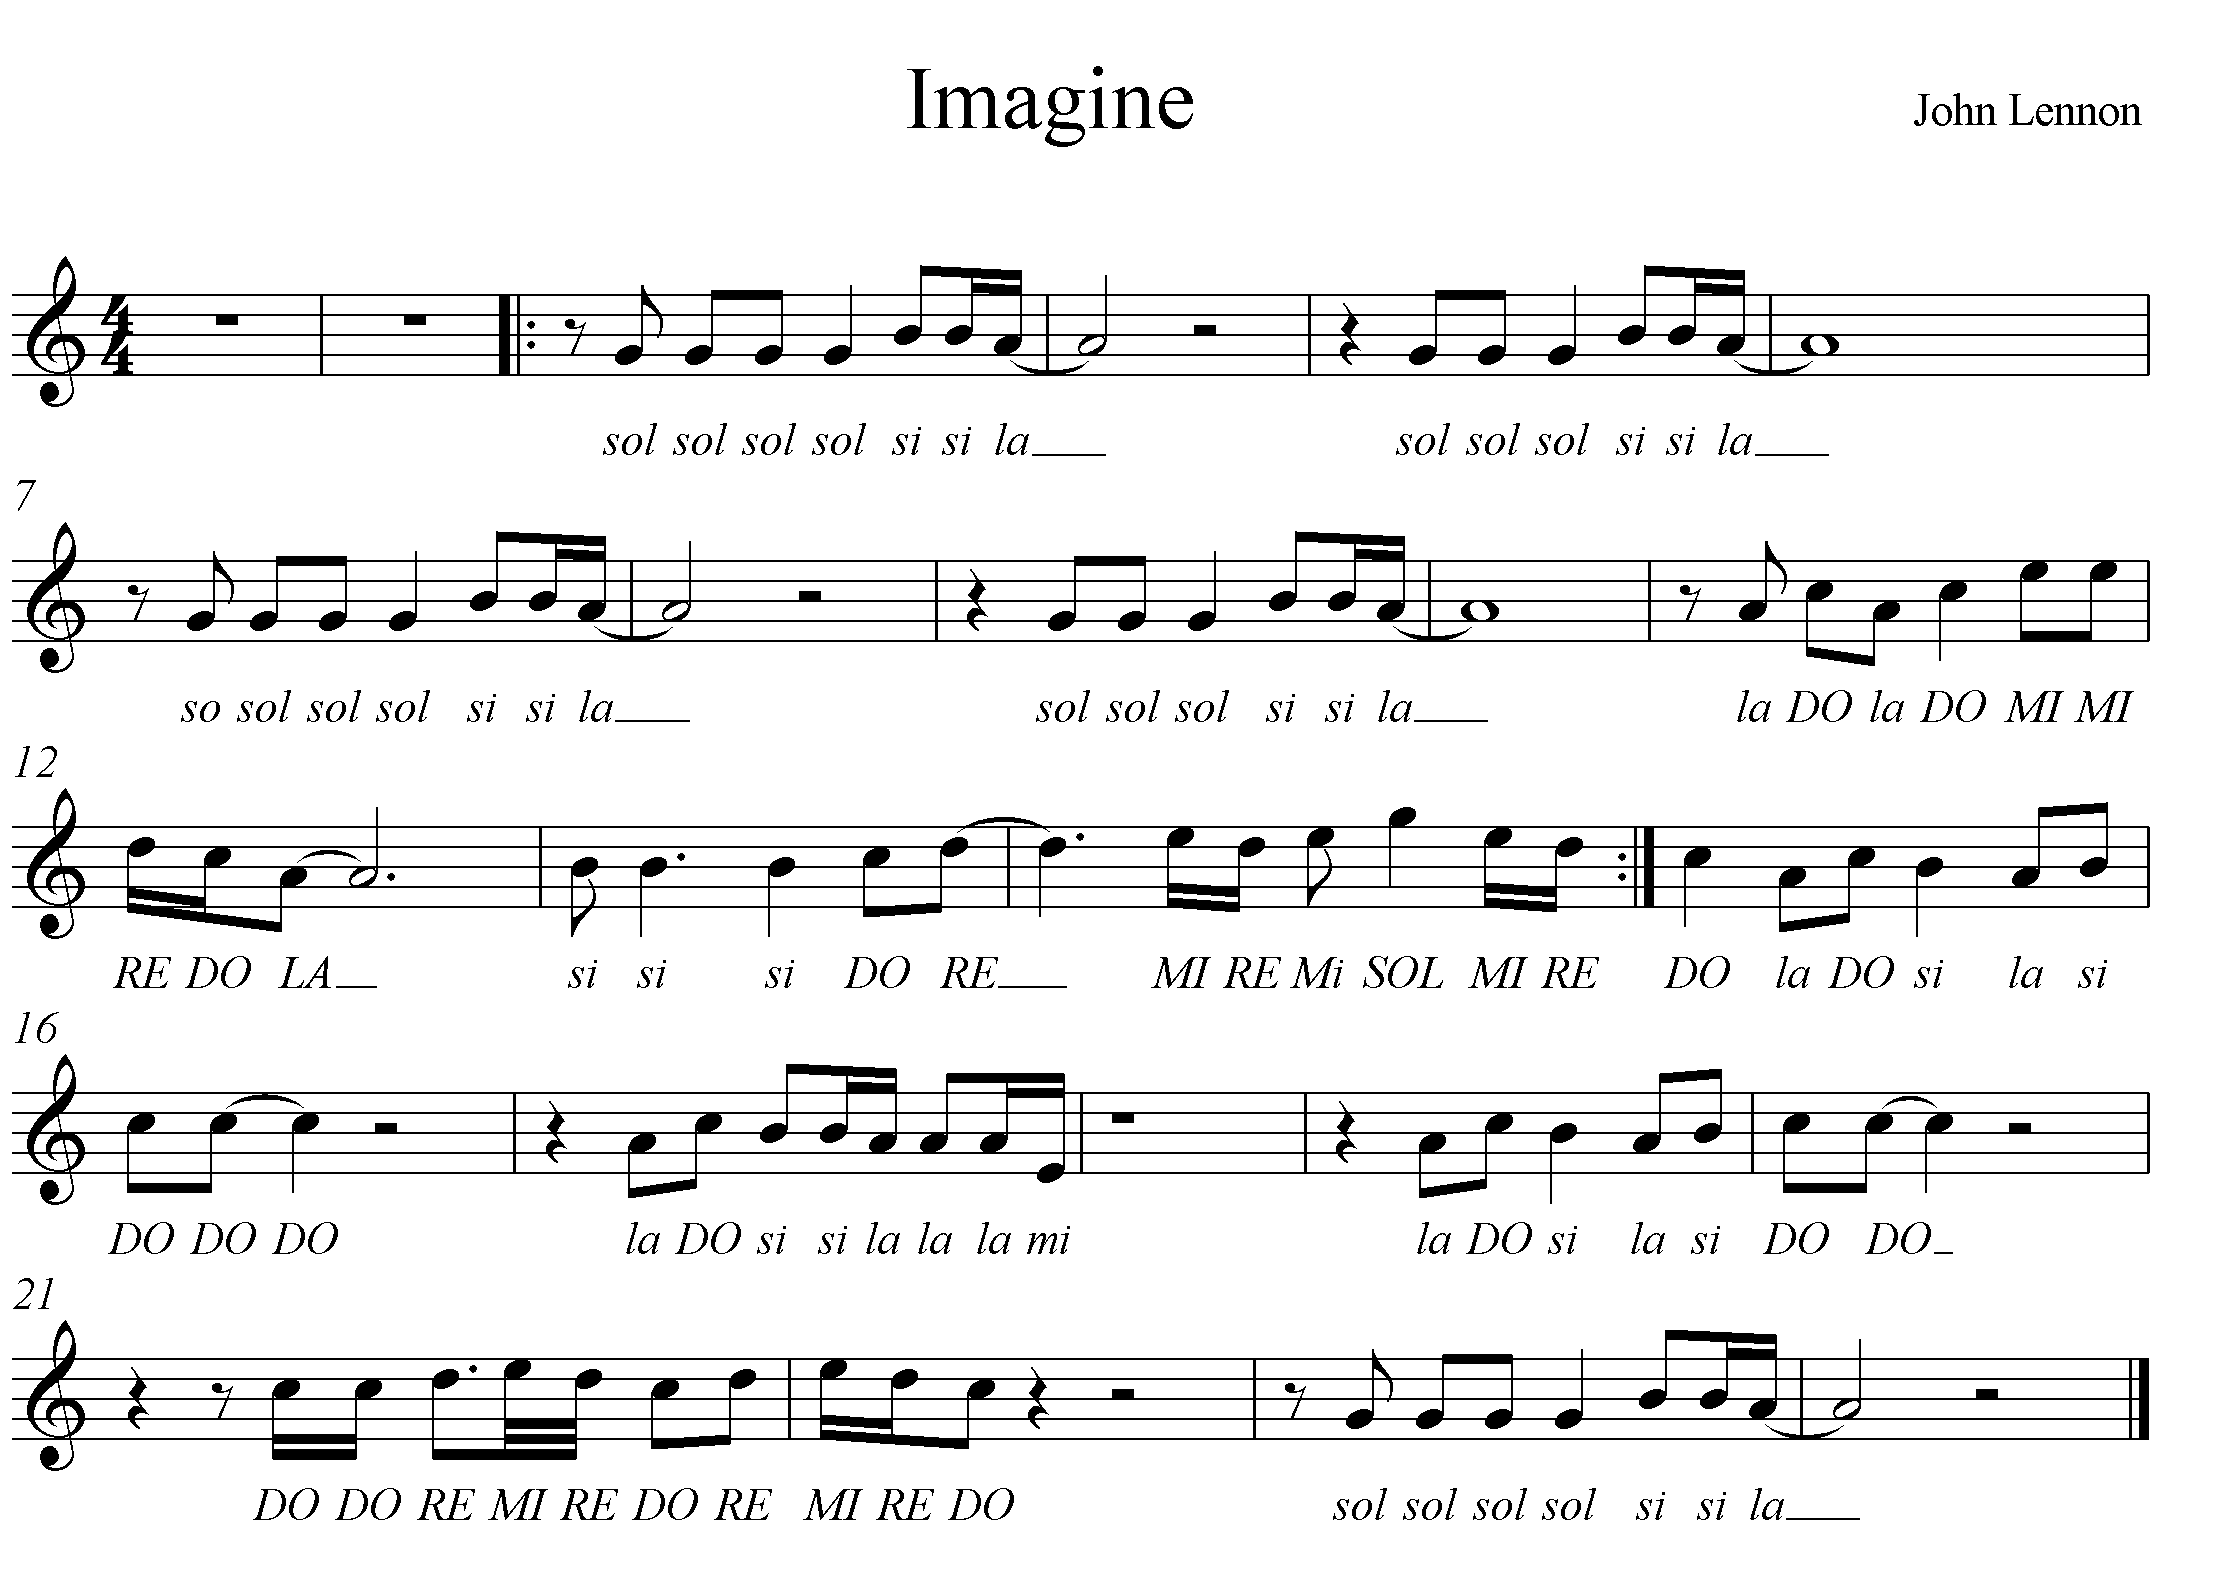 Imagine
John Lennon
4
4
sol sol sol sol si si la sol sol sol si si la
7
so sol sol sol si si la sol sol sol si si la la DO la DO MI MI
12
RE DO LA si si si DO RE MI RE Mi SOL MI RE DO la DO si la si
16
DO DO DO la DO si si la la la mi la DO si la si DO DO
21
DO DO RE MI RE DO RE MI RE DO sol sol sol sol si si la